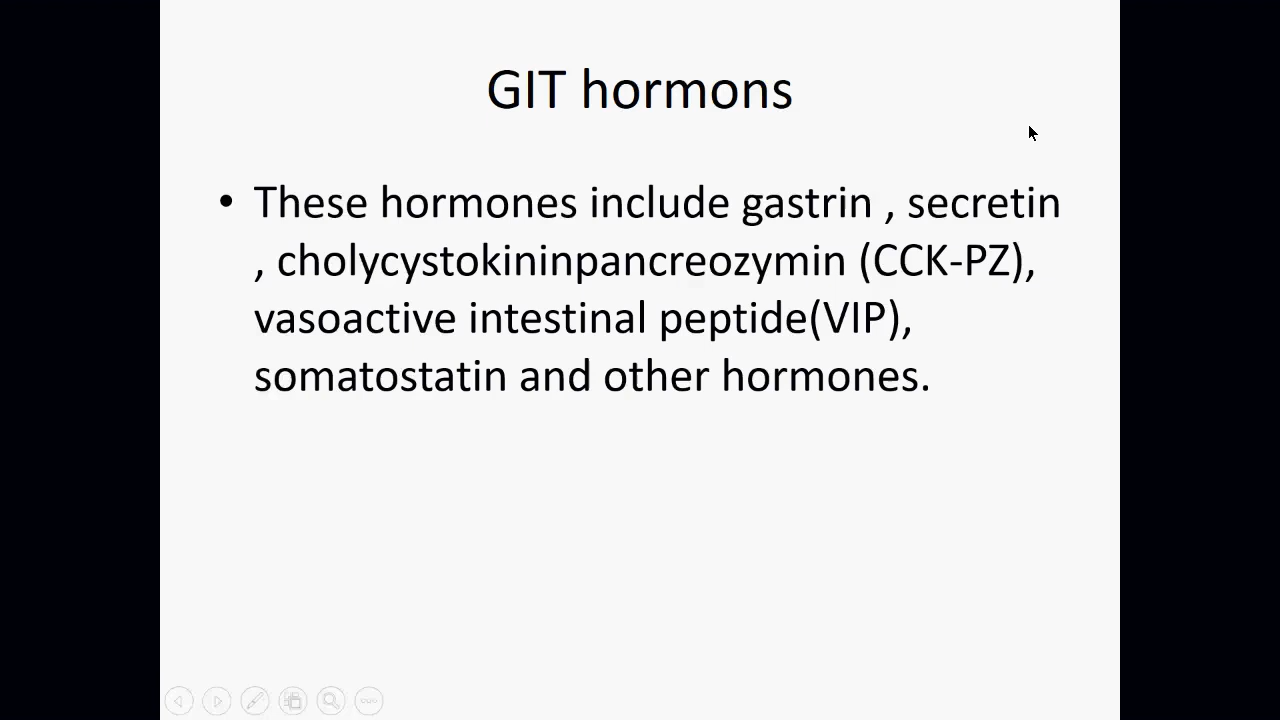 GIT hormons
• These hormones include gastrin , secretin
, cholycystokininpancreozymin (CCK-PZ),
vasoactive intestinal peptide(VIP),
somatostatin and other hormones.